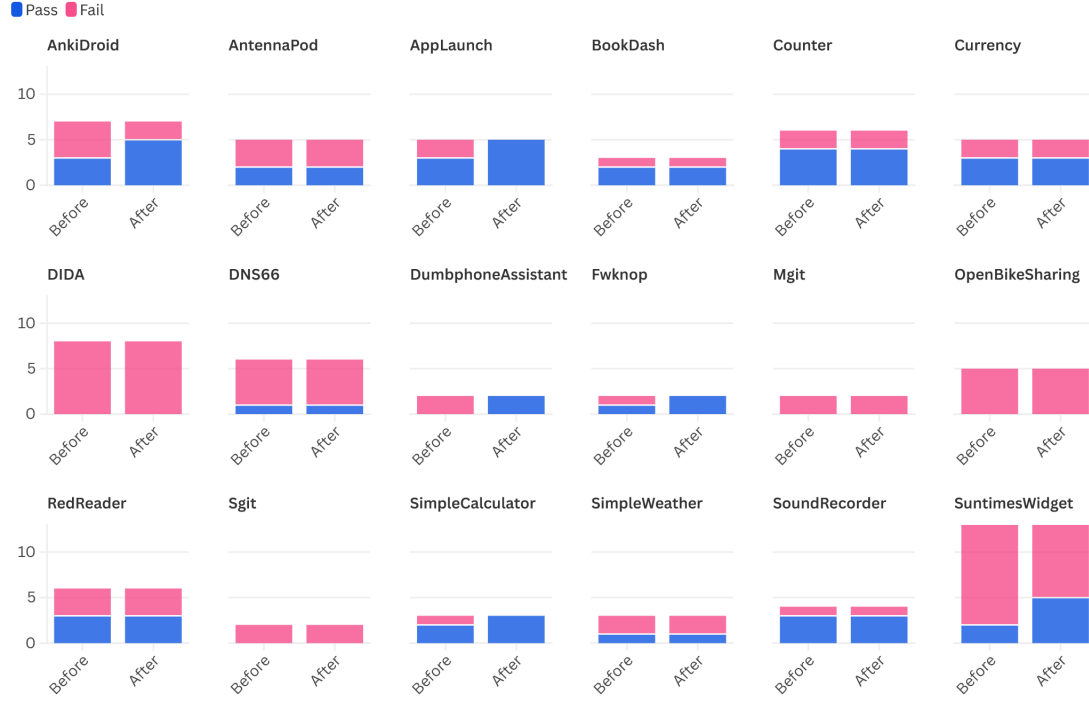 Pass Fail
AnkiDroid AntennaPod AppLaunch BookDash Counter Currency
10
5
0
Before After Before After Before After Before After Before After Before After
DIDA DNS66 DumbphoneAssistant Fwknop Mgit OpenBikeSharing
10
5
0
Before After Before After Before After Before After Before After Before After
RedReader Sgit SimpleCalculator SimpleWeather SoundRecorder SuntimesWidget
10
5
0
Before After Before After Before After Before After Before After Before After